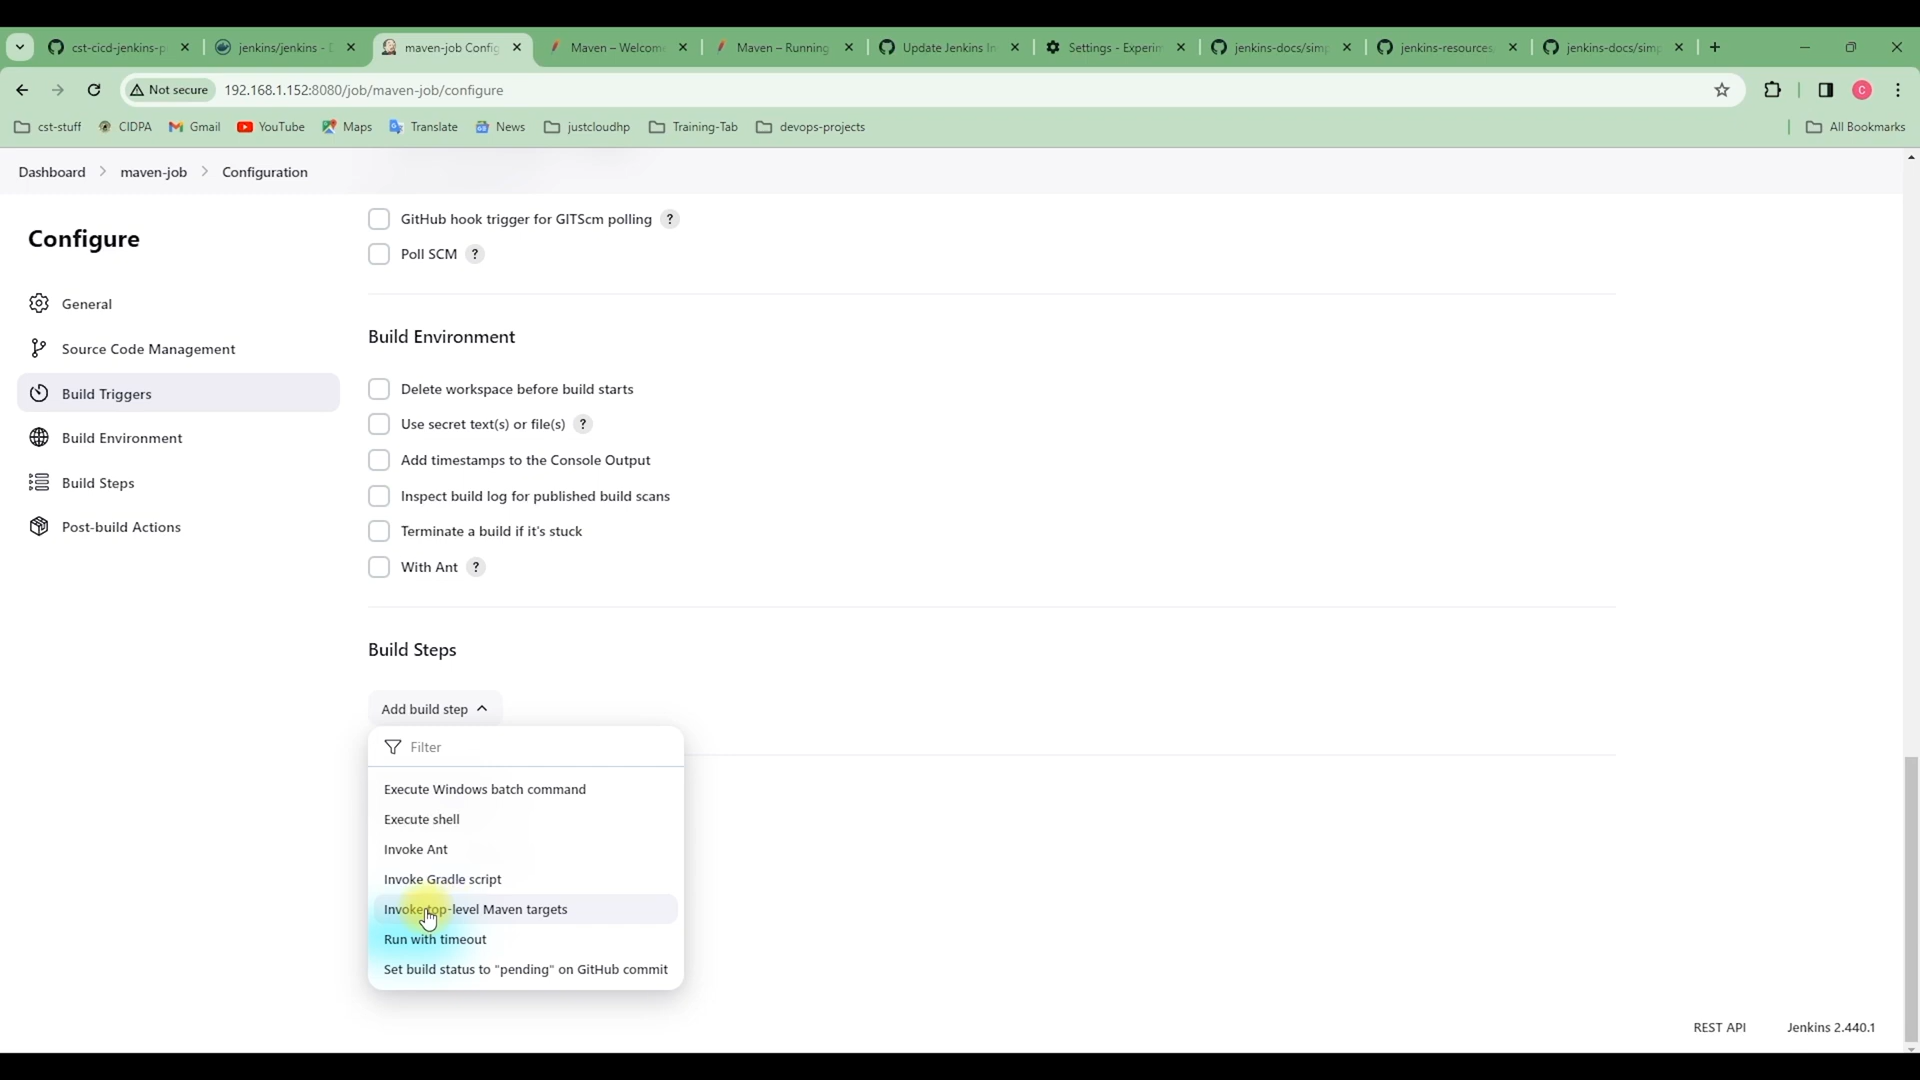 cst-cicd-jenkins-p
jenkins/jenkins - D
maven-job Config
Maven – Welcome
Maven – Running
Update Jenkins In
Settings - Experim
jenkins-docs/simp
jenkins-resources
jenkins-docs/simp
Not secure
192.168.1.152:8080/job/maven-job/configure
C
cst-stuff
CIDPA
Gmail
YouTube
Maps
Translate
News
justcloudhp
Training-Tab
devops-projects
All Bookmarks
Dashboard
maven-job
Configuration
Configure
General
Source Code Management
Build Triggers
Build Environment
Build Steps
Post-build Actions
GitHub hook trigger for GITScm polling ?
Poll SCM ?
Build Environment
Delete workspace before build starts
Use secret text(s) or file(s) ?
Add timestamps to the Console Output
Inspect build log for published build scans
Terminate a build if it's stuck
With Ant ?
Build Steps
Add build step
Filter
Execute Windows batch command
Execute shell
Invoke Ant
Invoke Gradle script
Invoke top-level Maven targets
Run with timeout
Set build status to "pending" on GitHub commit
REST API
Jenkins 2.440.1